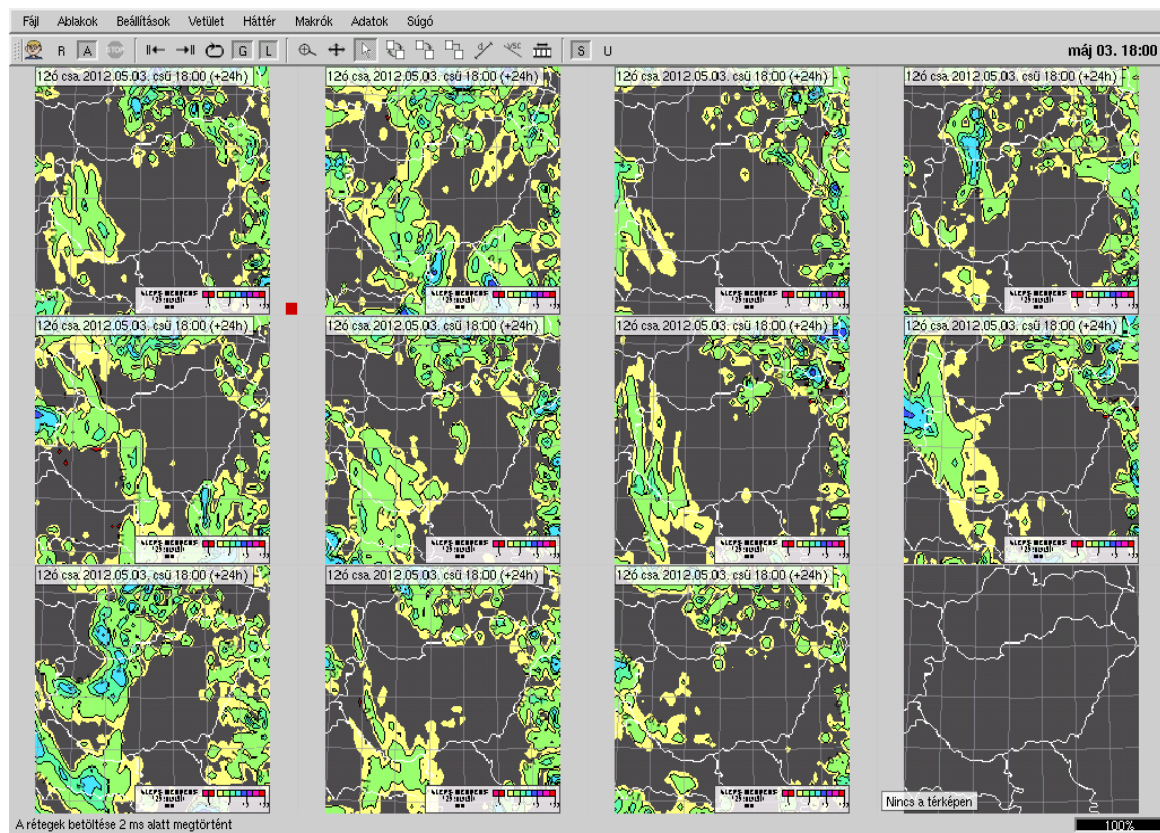 Fájl Ablakok Beállítások Vetület Háttér Makrók Adatok Súgó
R A STOP G L S U máj 03. 18:00
12ó csa. 2012.05.03. csü 18:00 (+24h)
12ó csa. 2012.05.03. csü 18:00 (+24h)
12ó csa. 2012.05.03. csü 18:00 (+24h)
12ó csa. 2012.05.03. csü 18:00 (+24h)
12ó csa. 2012.05.03. csü 18:00 (+24h)
12ó csa. 2012.05.03. csü 18:00 (+24h)
12ó csa. 2012.05.03. csü 18:00 (+24h)
12ó csa. 2012.05.03. csü 18:00 (+24h)
12ó csa. 2012.05.03. csü 18:00 (+24h)
12ó csa. 2012.05.03. csü 18:00 (+24h)
12ó csa. 2012.05.03. csü 18:00 (+24h)
Nincs a térképen
A rétegek betöltése 2 ms alatt megtörtént 100%